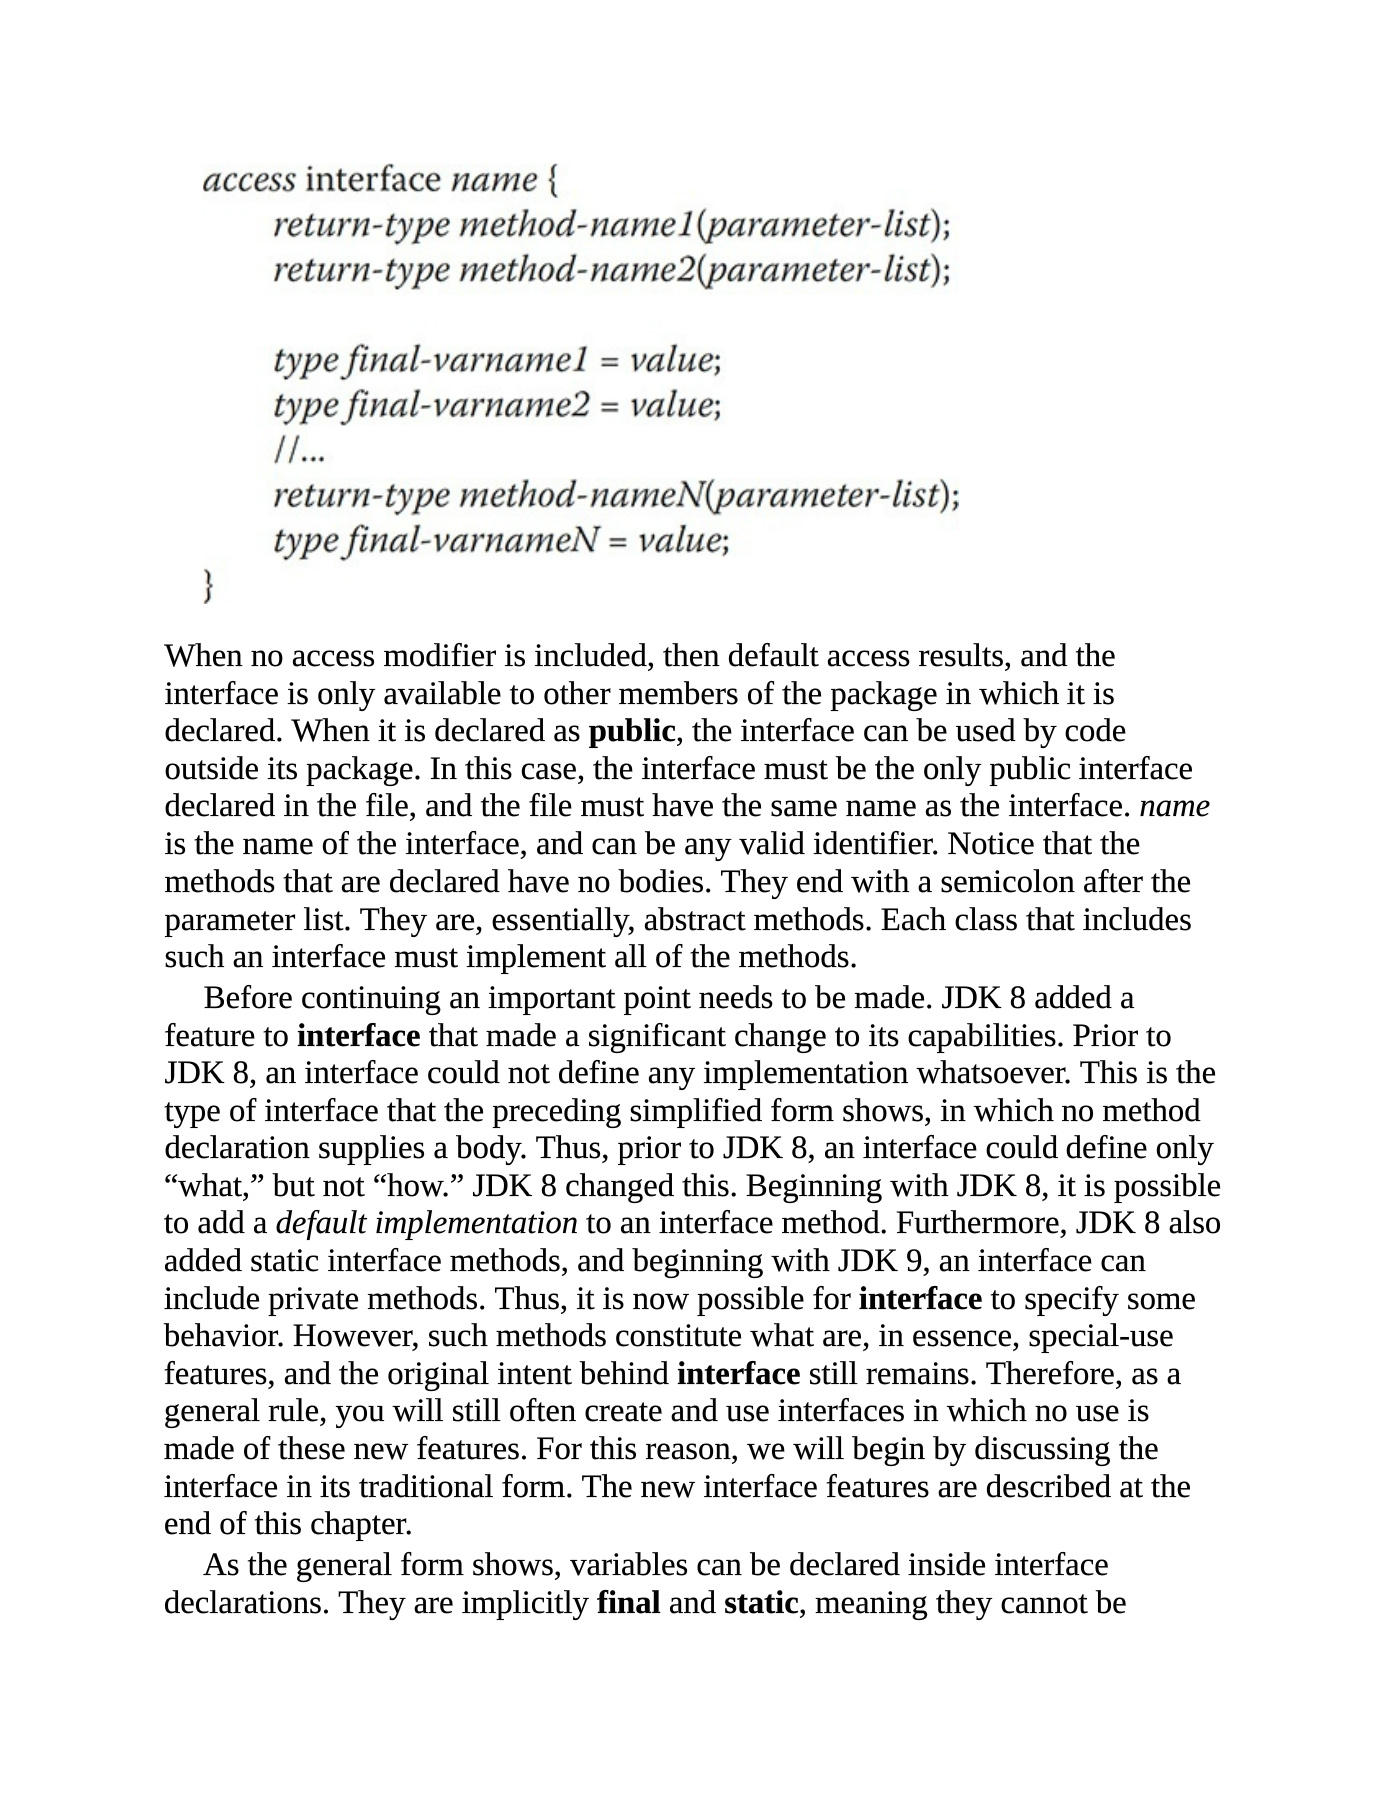 access interface name {
return-type method-name1(parameter-list);
return-type method-name2(parameter-list);
type final-varname1 = value;
type final-varname2 = value;
//...
return-type method-nameN(parameter-list);
type final-varnameN = value;
}
When no access modifier is included, then default access results, and the
interface is only available to other members of the package in which it is
declared. When it is declared as public, the interface can be used by code
outside its package. In this case, the interface must be the only public interface
declared in the file, and the file must have the same name as the interface. name
is the name of the interface, and can be any valid identifier. Notice that the
methods that are declared have no bodies. They end with a semicolon after the
parameter list. They are, essentially, abstract methods. Each class that includes
such an interface must implement all of the methods.
Before continuing an important point needs to be made. JDK 8 added a
feature to interface that made a significant change to its capabilities. Prior to
JDK 8, an interface could not define any implementation whatsoever. This is the
type of interface that the preceding simplified form shows, in which no method
declaration supplies a body. Thus, prior to JDK 8, an interface could define only
“what,” but not “how.” JDK 8 changed this. Beginning with JDK 8, it is possible
to add a default implementation to an interface method. Furthermore, JDK 8 also
added static interface methods, and beginning with JDK 9, an interface can
include private methods. Thus, it is now possible for interface to specify some
behavior. However, such methods constitute what are, in essence, special-use
features, and the original intent behind interface still remains. Therefore, as a
general rule, you will still often create and use interfaces in which no use is
made of these new features. For this reason, we will begin by discussing the
interface in its traditional form. The new interface features are described at the
end of this chapter.
As the general form shows, variables can be declared inside interface
declarations. They are implicitly final and static, meaning they cannot be